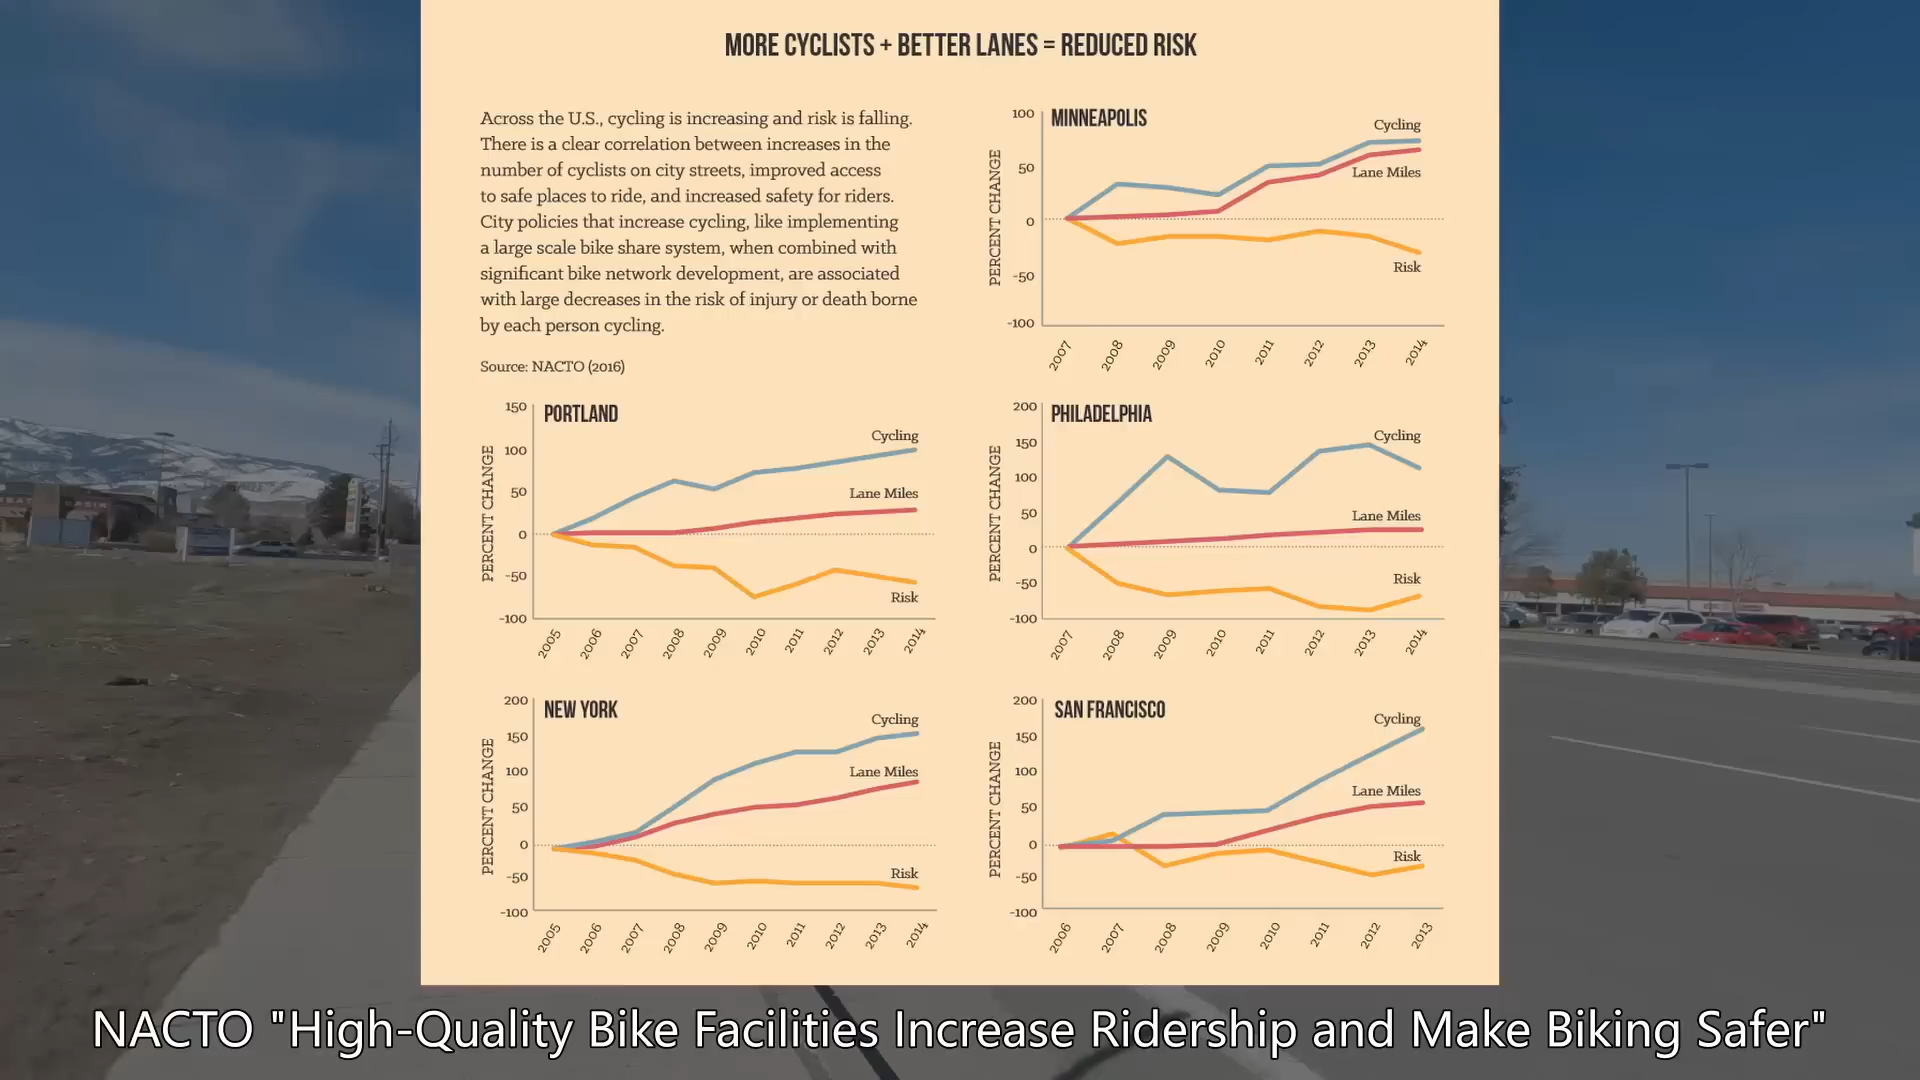 MORE CYCLISTS + BETTER LANES = REDUCED RISK
Across the U.S., cycling is increasing and risk is falling.
There is a clear correlation between increases in the
number of cyclists on city streets, improved access
to safe places to ride, and increased safety for riders.
City policies that increase cycling, like implementing
a large scale bike share system, when combined with
significant bike network development, are associated
with large decreases in the risk of injury or death borne
by each person cycling.
Source: NACTO (2016)
MINNEAPOLIS
PERCENT CHANGE
100
50
0
-50
-100
Cycling
Lane Miles
Risk
2007 2008 2009 2010 2011 2012 2013 2014
PORTLAND
PERCENT CHANGE
150
100
50
0
-50
-100
Cycling
Lane Miles
Risk
2005 2006 2007 2008 2009 2010 2011 2012 2013 2014
PHILADELPHIA
PERCENT CHANGE
200
150
100
50
0
-50
-100
Cycling
Lane Miles
Risk
2007 2008 2009 2010 2011 2012 2013 2014
NEW YORK
PERCENT CHANGE
200
150
100
50
0
-50
-100
Cycling
Lane Miles
Risk
2005 2006 2007 2008 2009 2010 2011 2012 2013 2014
SAN FRANCISCO
PERCENT CHANGE
200
150
100
50
0
-50
-100
Cycling
Lane Miles
Risk
2006 2007 2008 2009 2010 2011 2012 2013
NACTO "High-Quality Bike Facilities Increase Ridership and Make Biking Safer"